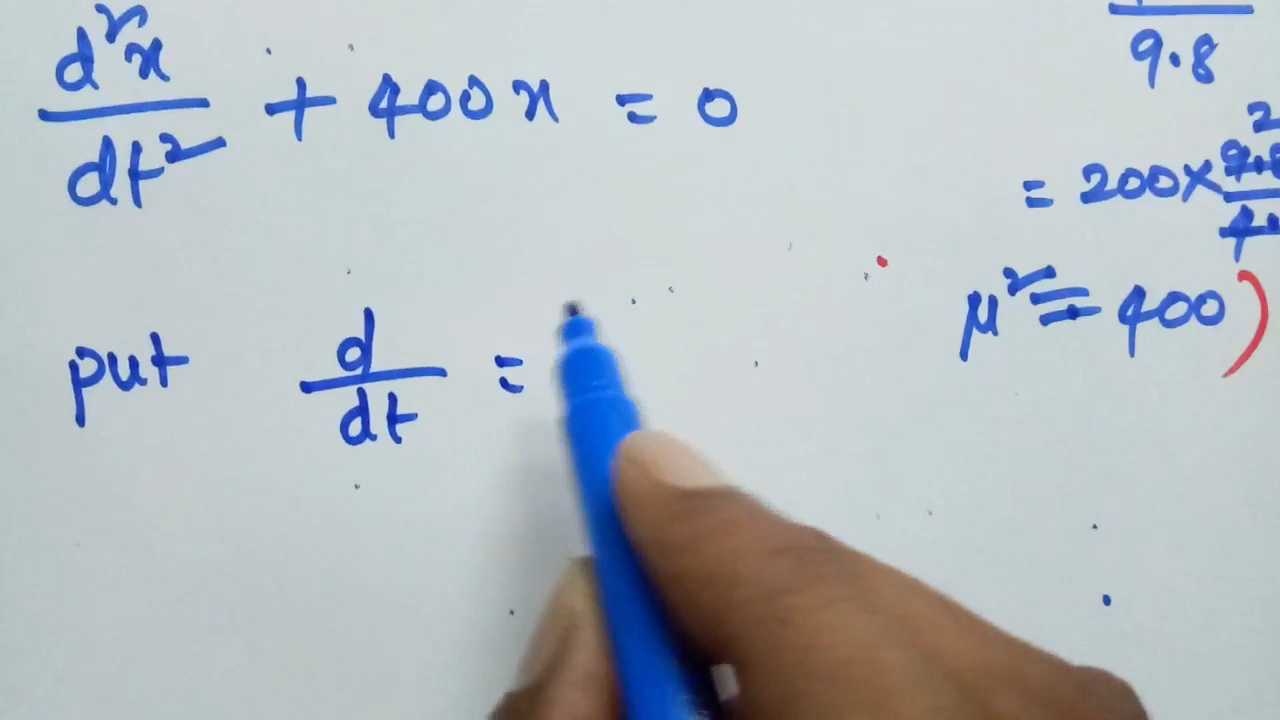 d²x/dt² + 400x = 0
9.8
= 200×
μ² = 400)
put d/dt =